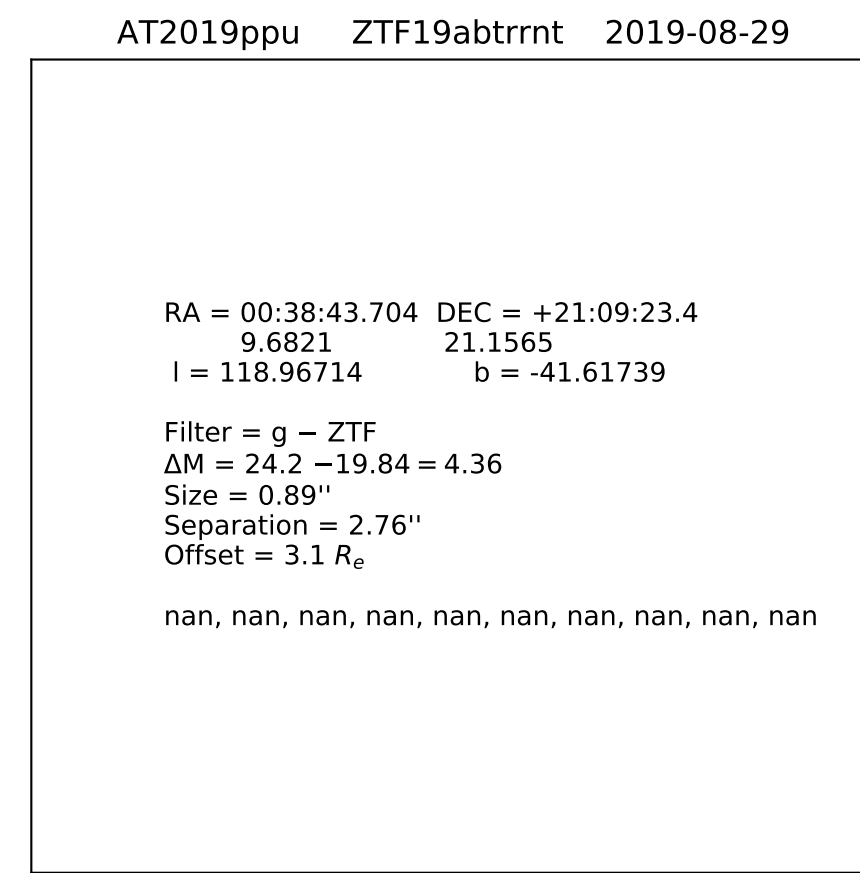 AT2019ppu ZTF19abtrrnt 2019-08-29
RA = 00:38:43.704 DEC = +21:09:23.4
9.6821 21.1565
l = 118.96714 b = -41.61739
Filter = g − ZTF
ΔM = 24.2 −19.84 = 4.36
Size = 0.89''
Separation = 2.76''
Offset = 3.1 Rₑ
nan, nan, nan, nan, nan, nan, nan, nan, nan, nan